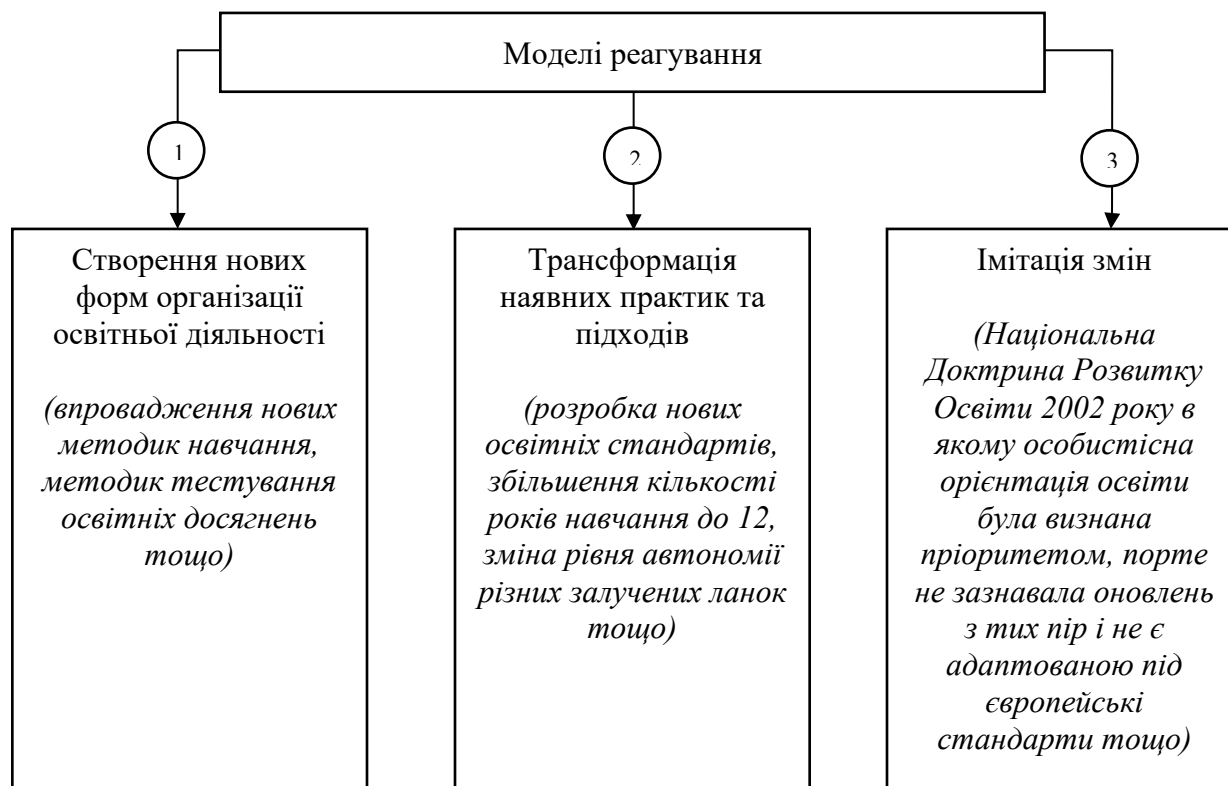 Моделі реагування
1
2
3
Створення нових
форм організації
освітньої діяльності
(впровадження нових
методик навчання,
методик тестування
освітніх досягнень
тощо)
Трансформація
наявних практик та
підходів
(розробка нових
освітніх стандартів,
збільшення кількості
років навчання до 12,
зміна рівня автономії
різних залучених ланок
тощо)
Імітація змін
(Національна
Доктрина Розвитку
Освіти 2002 року в
якому особистісна
орієнтація освіти
була визнана
пріоритетом, порте
не зазнавала оновлень
з тих пір і не є
адаптованою під
європейські
стандарти тощо)